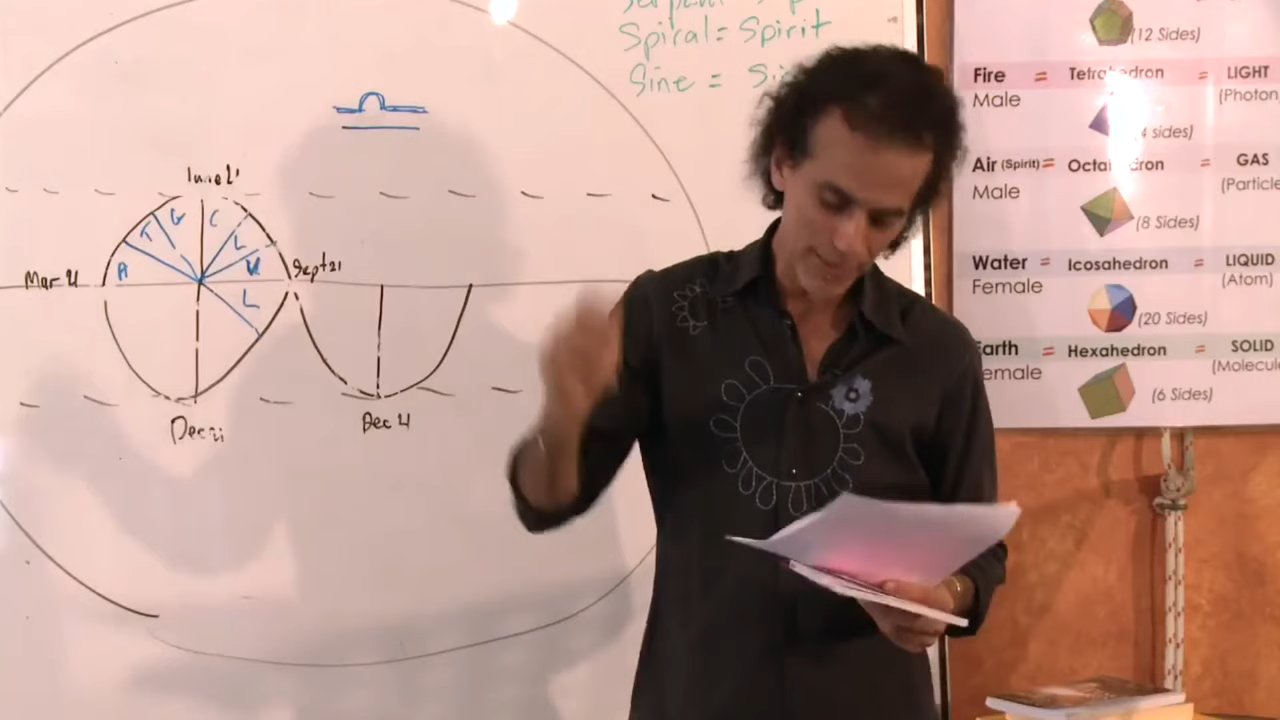 Spiral = Spirit
Sine =
June 21
T
G
C
L
A
V
L
Mar 21
Sept 21
Dec 21
Dec 21
(12 Sides)
Fire = Tetrahedron = LIGHT
Male (Photon
4 sides)
Air (Spirit) = Octahedron = GAS
Male (Particle
(8 Sides)
Water = Icosahedron = LIQUID
Female (Atom)
(20 Sides)
Earth = Hexahedron = SOLID
emale (Molecul
(6 Sides)